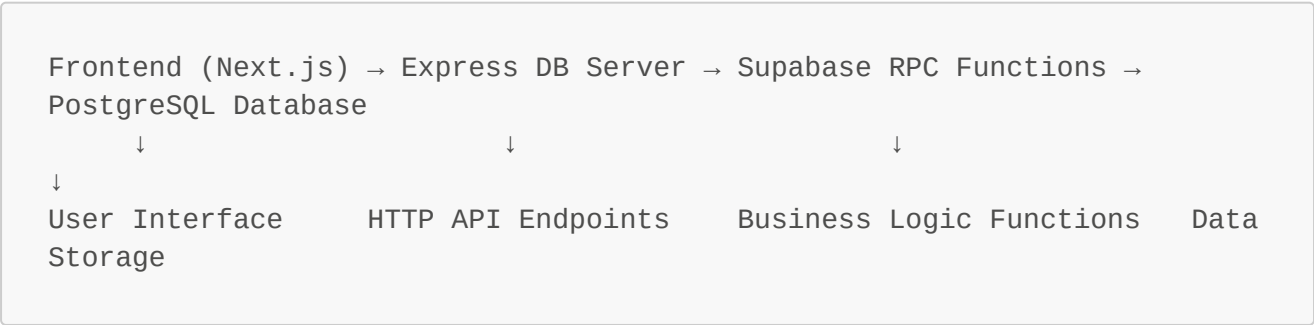 Frontend (Next.js) → Express DB Server → Supabase RPC Functions →
PostgreSQL Database
↓ ↓ ↓
↓
User Interface HTTP API Endpoints Business Logic Functions Data
Storage